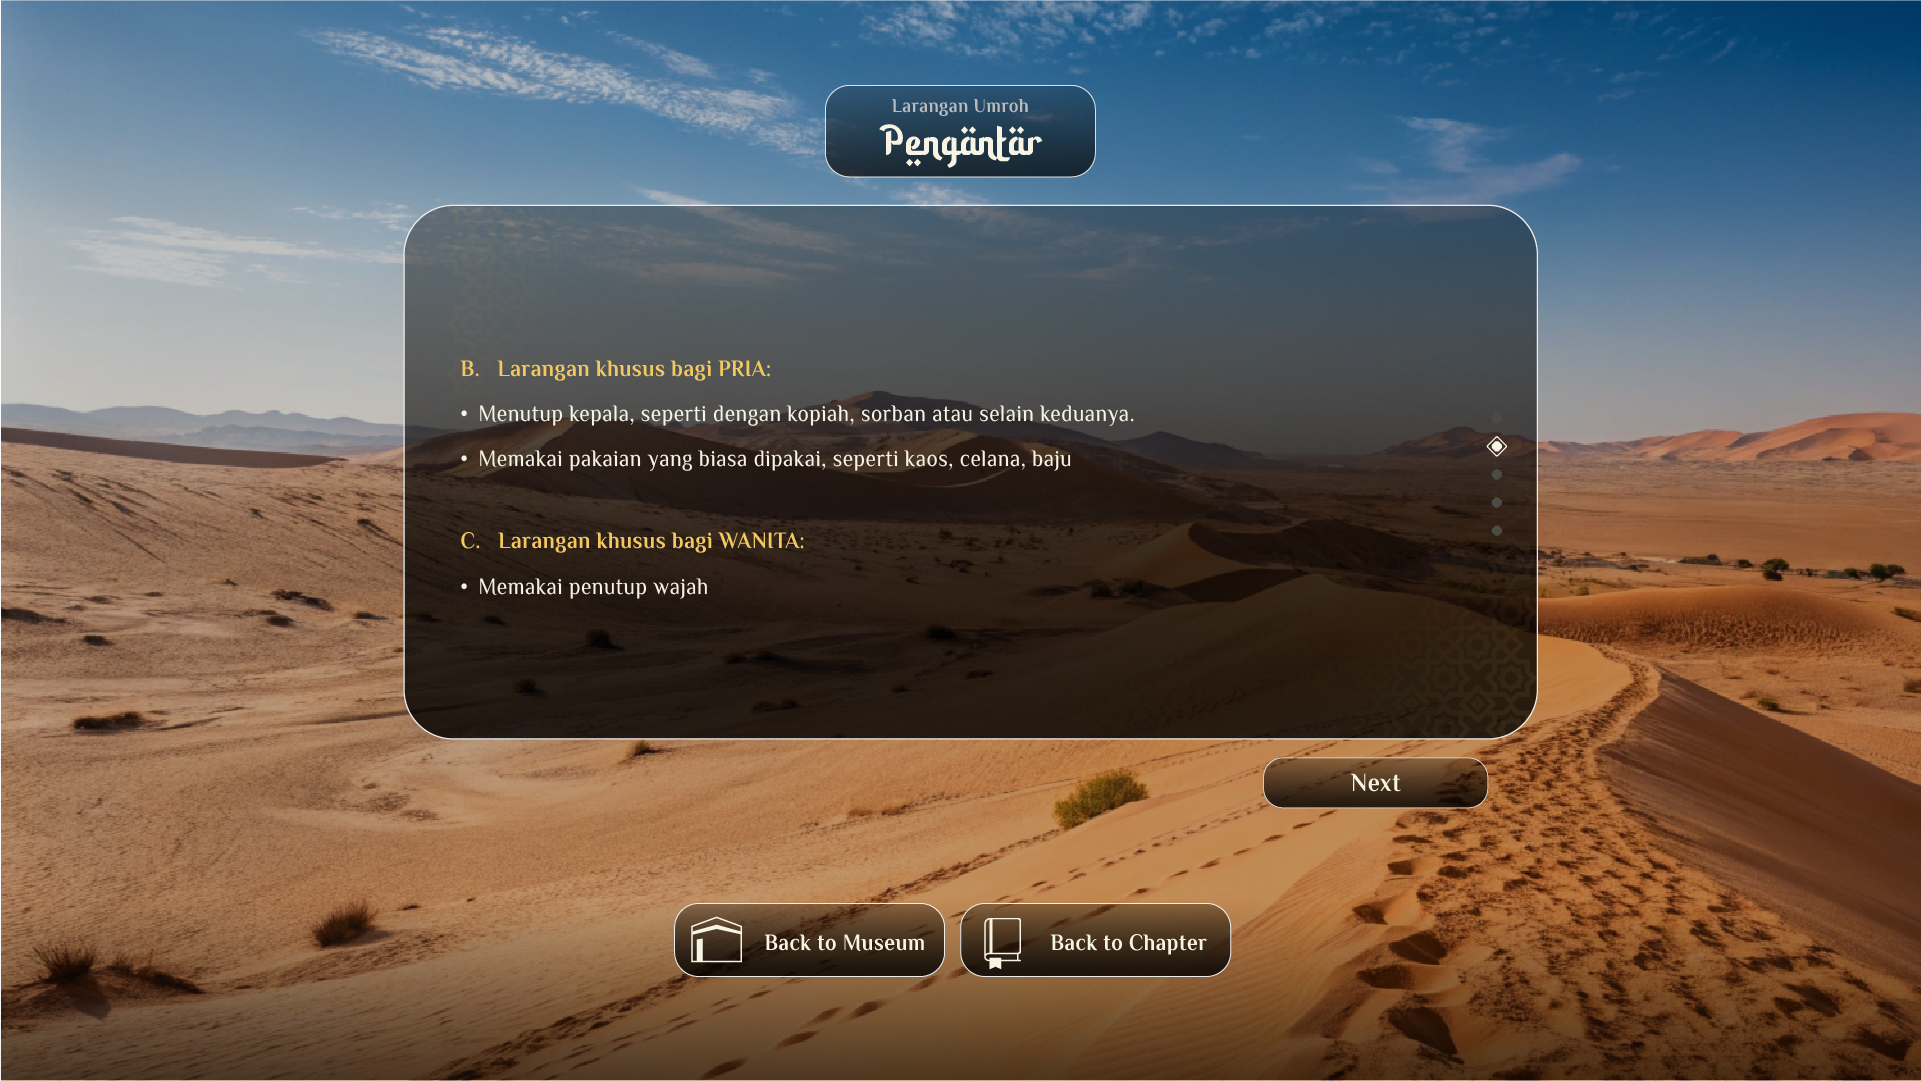 Larangan Umroh
Pengäntär
B. Larangan khusus bagi PRIA:
• Menutup kepala, seperti dengan kopiah, sorban atau selain keduanya.
• Memakai pakaian yang biasa dipakai, seperti kaos, celana, baju
C. Larangan khusus bagi WANITA:
• Memakai penutup wajah
Next
Back to Museum
Back to Chapter